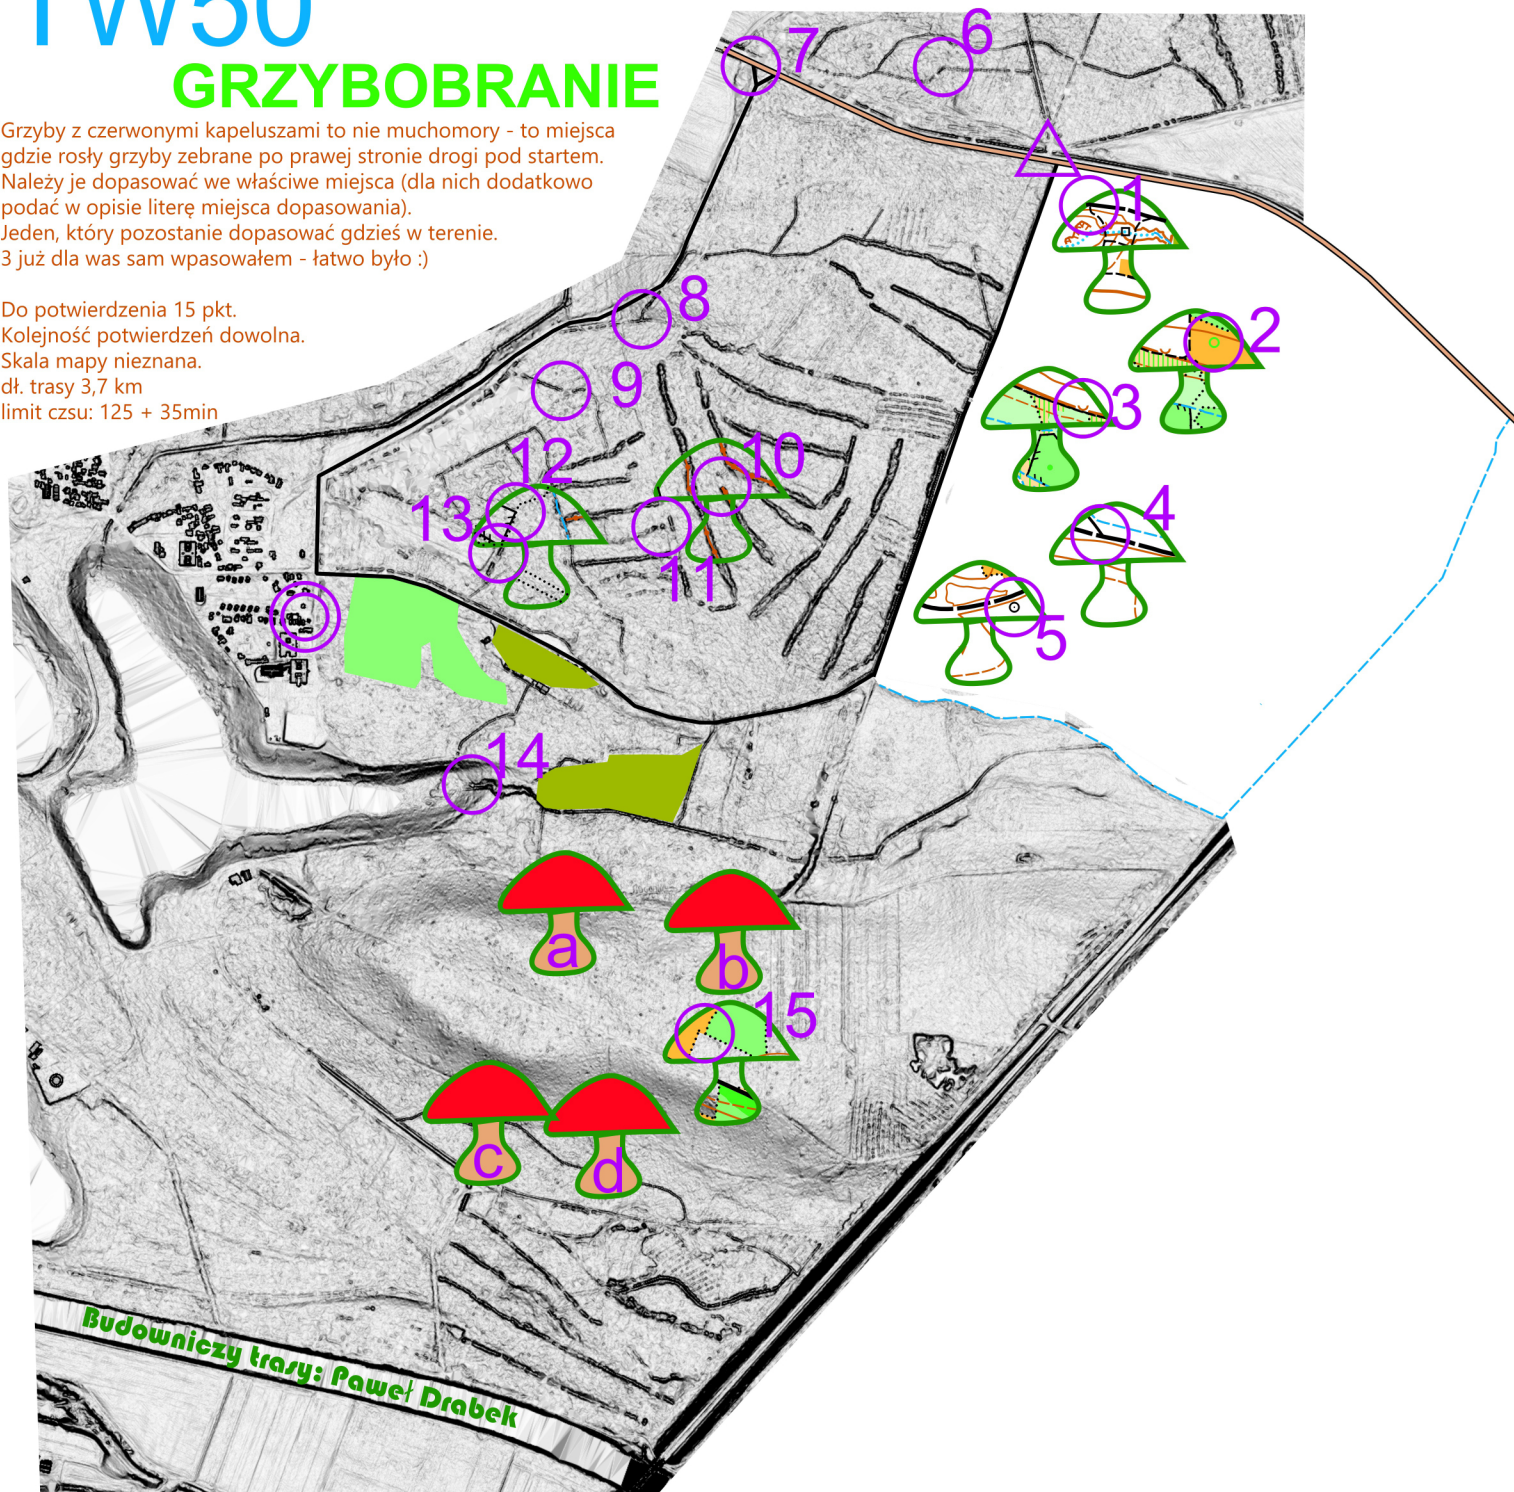 TW50
GRZYBOBRANIE
Grzyby z czerwonymi kapeluszami to nie muchomory - to miejsca
gdzie rosły grzyby zebrane po prawej stronie drogi pod startem.
Należy je dopasować we właściwe miejsca (dla nich dodatkowo
podać w opisie literę miejsca dopasowania).
Jeden, który pozostanie dopasować gdzieś w terenie.
3 już dla was sam wpasowałem - łatwo było :)
Do potwierdzenia 15 pkt.
Kolejność potwierdzeń dowolna.
Skala mapy nieznana.
dł. trasy 3,7 km
limit czsu: 125 + 35min
7
6
1
8
2
9
3
12
10
13
4
11
5
14
a
b
15
c
d
Budowniczy trasy: Paweł Drabek